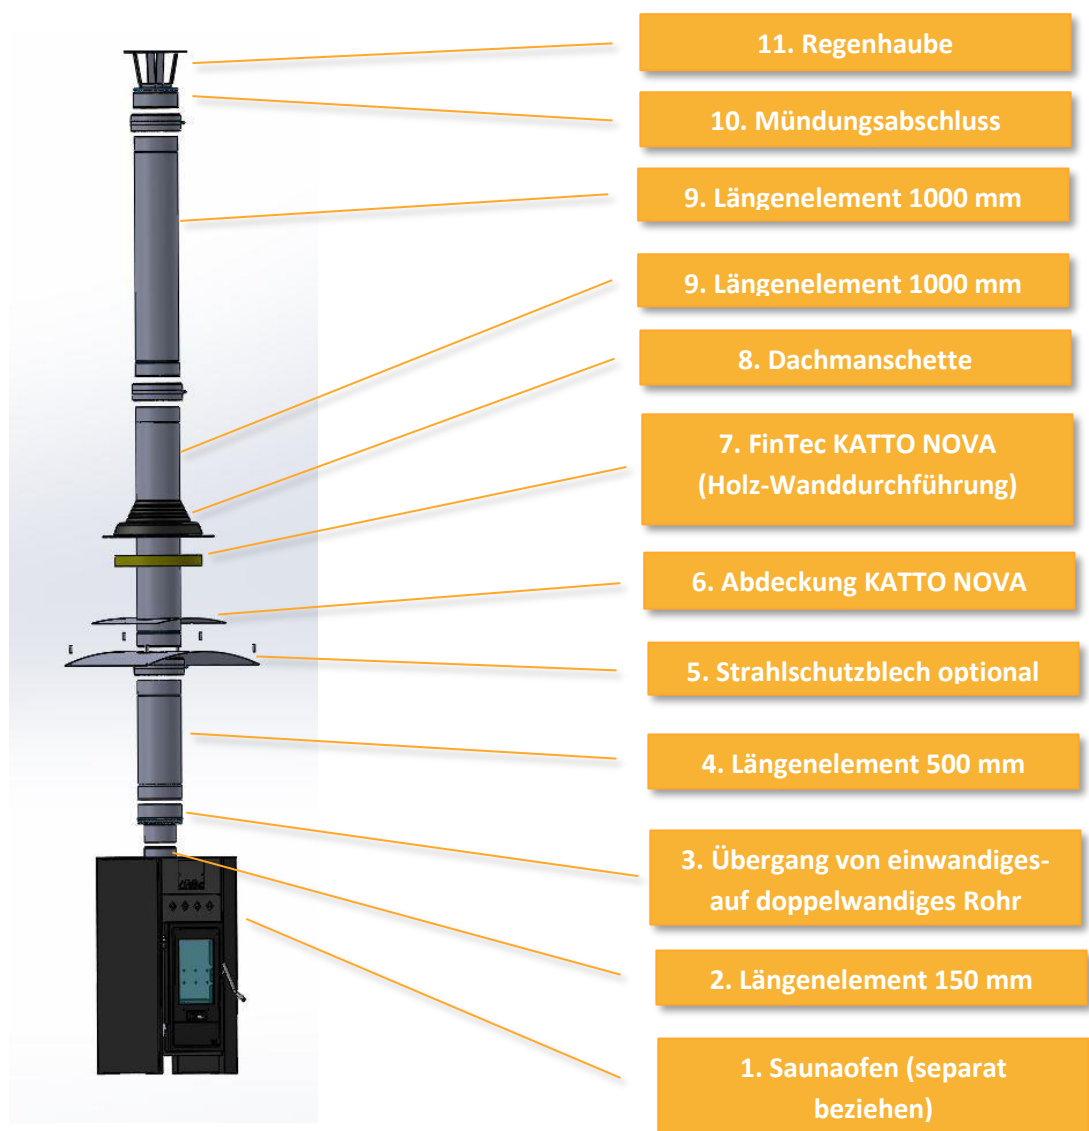 11. Regenhaube
10. Mündungsabschluss
9. Längenelement 1000 mm
9. Längenelement 1000 mm
8. Dachmanschette
7. FinTec KATTO NOVA
(Holz-Wanddurchführung)
6. Abdeckung KATTO NOVA
5. Strahlschutzblech optional
4. Längenelement 500 mm
3. Übergang von einwandiges-
auf doppelwandiges Rohr
2. Längenelement 150 mm
1. Saunaofen (separat
beziehen)